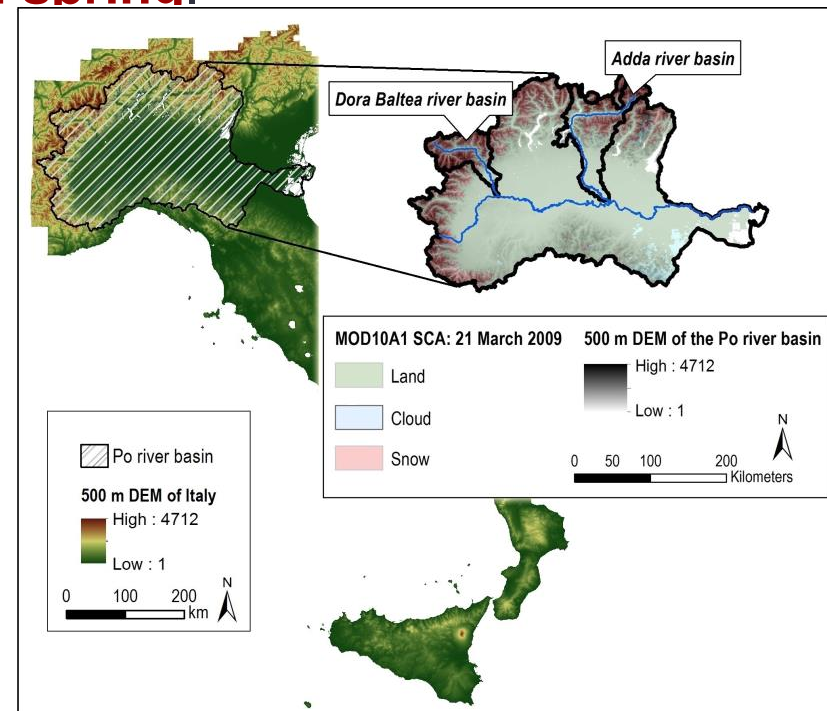 Spring
Adda river basin
Dora Baltea river basin
MOD10A1 SCA: 21 March 2009
Land
Cloud
Snow
500 m DEM of the Po river basin
High : 4712
Low : 1
N
0 50 100 200
Kilometers
Po river basin
500 m DEM of Italy
High : 4712
Low : 1
N
0 100 200
km